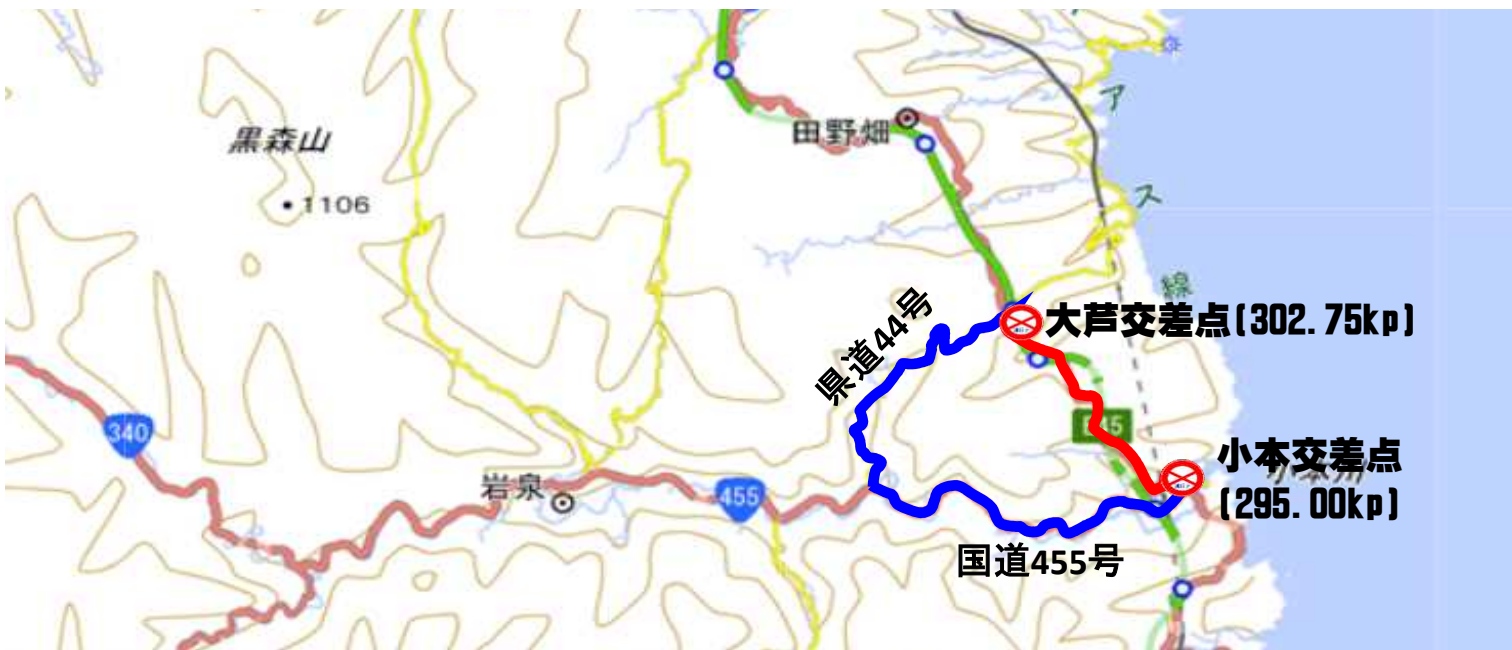 ア
田野畑
黒森山
1106
ス
線
県道44号
大芦交差点(302.75kp)
340
E45
小本交差点
(295.00kp)
岩泉
455
国道455号